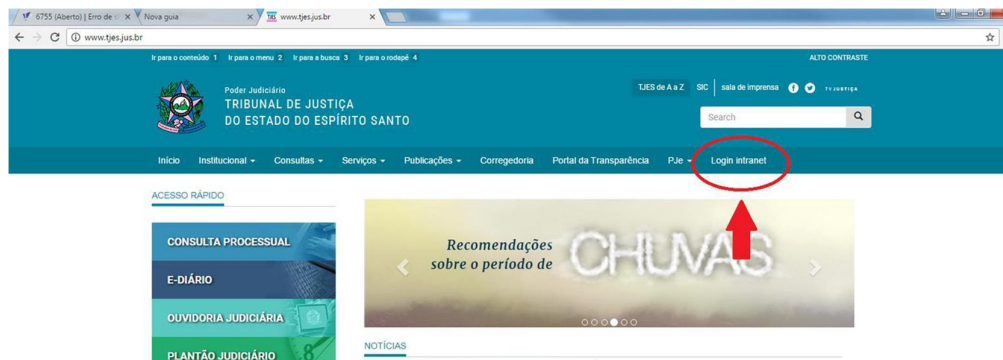 6755 (Aberto) | Erro de
Nova guia
www.tjes.jus.br
www.tjes.jus.br
Ir para o conteúdo 1 Ir para o menu 2 Ir para a busca 3 Ir para o rodapé 4
ALTO CONTRASTE
Poder Judiciário
TRIBUNAL DE JUSTIÇA
DO ESTADO DO ESPÍRITO SANTO
TJES de A a Z SIC sala de imprensa TV JUSTIÇA
Search
Início Institucional Consultas Serviços Publicações Corregedoria Portal da Transparência PJe Login intranet
ACESSO RÁPIDO
CONSULTA PROCESSUAL
E-DIÁRIO
OUVIDORIA JUDICIÁRIA
PLANTÃO JUDICIÁRIO
Recomendações
sobre o período de
CHUVAS
NOTÍCIAS